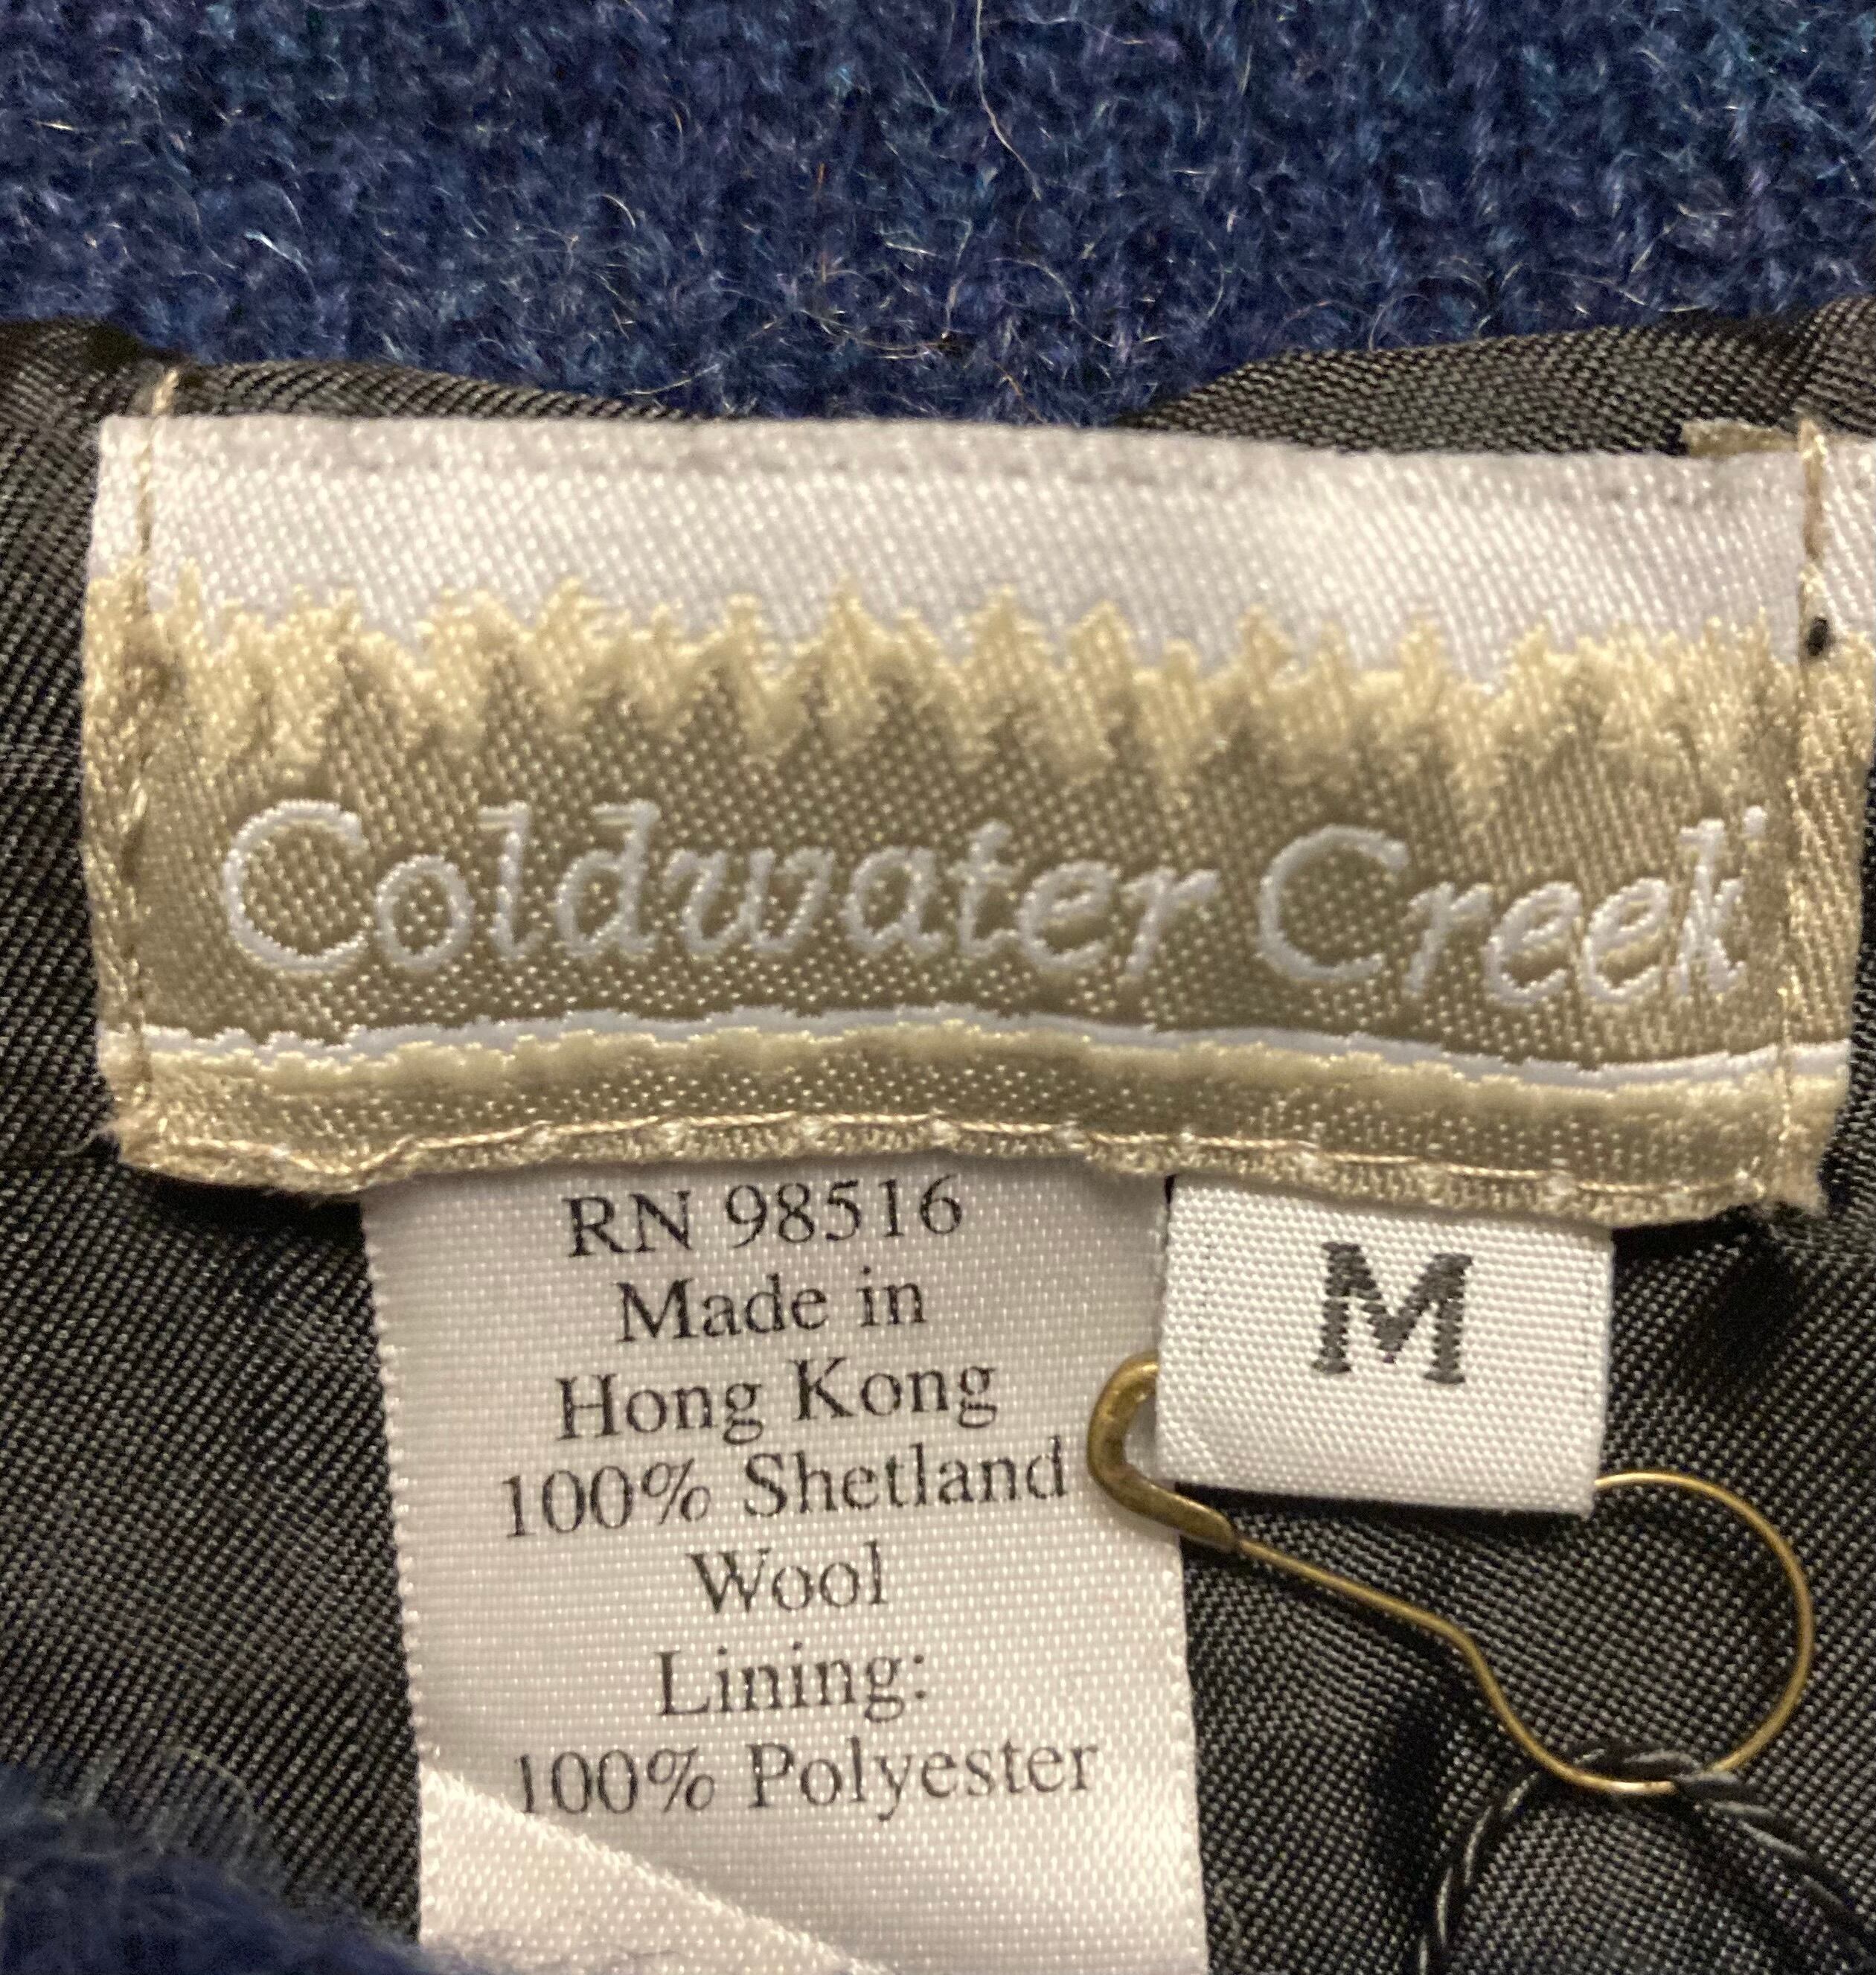 Coldwater Creek
RN 98516
Made in
Hong Kong
100% Shetland
Wool
Lining:
100% Polyester
M